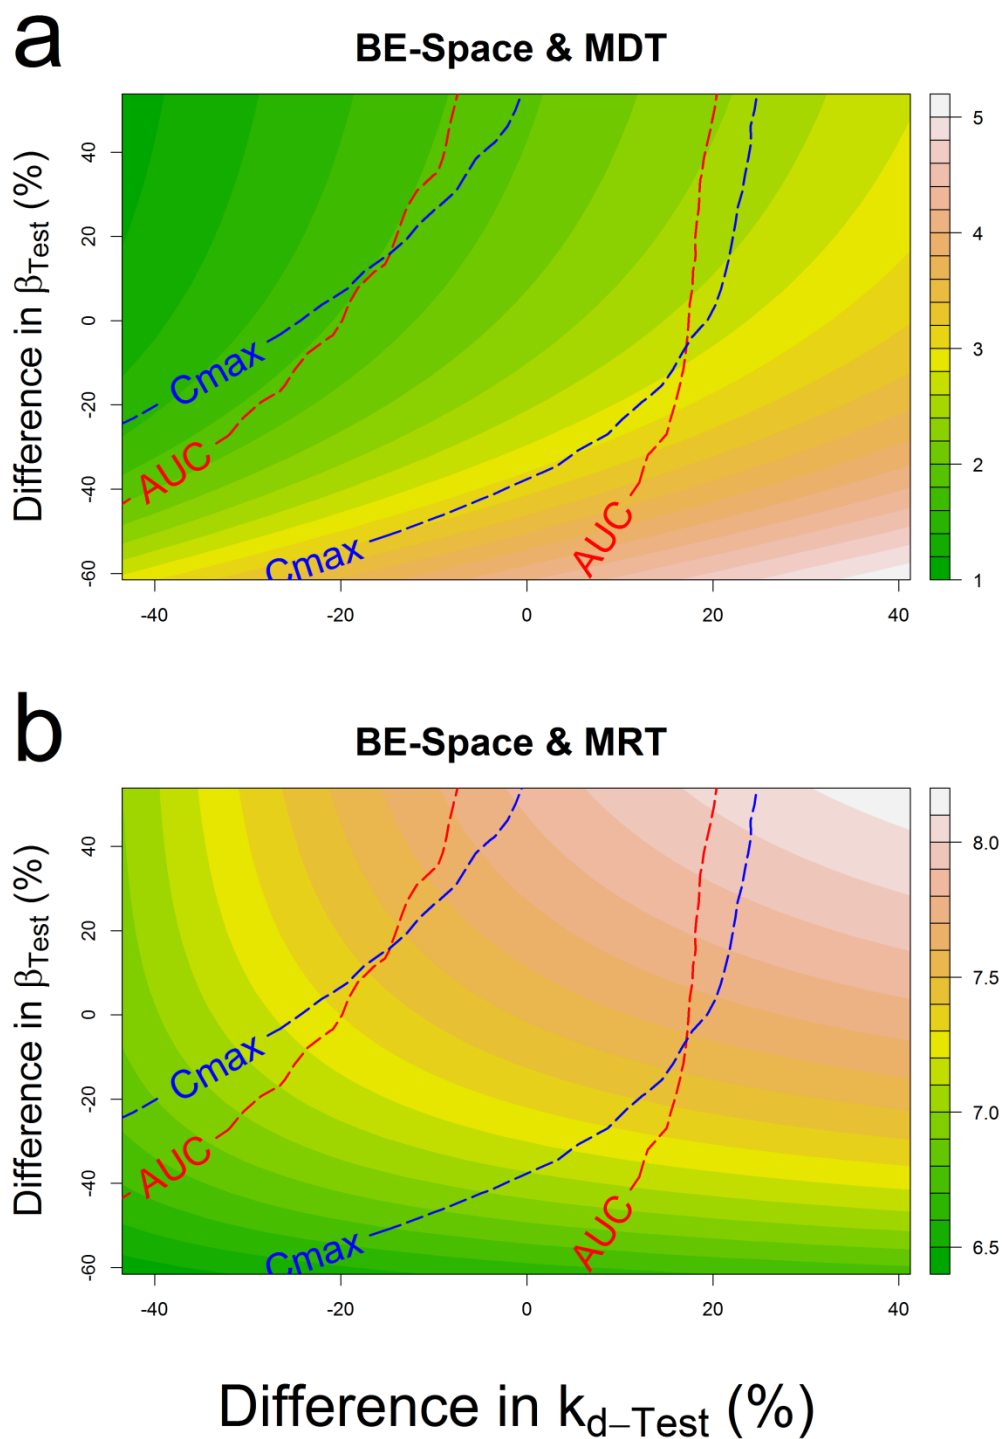 a
BE-Space & MDT
Difference in βTest (%)
40
20
0
-20
-40
-60
Cmax
AUC
Cmax
AUC
5
4
3
2
1
-40
-20
0
20
40
b
BE-Space & MRT
Difference in βTest (%)
40
20
0
-20
-40
-60
Cmax
AUC
Cmax
AUC
8.0
7.5
7.0
6.5
-40
-20
0
20
40
Difference in kd−Test (%)